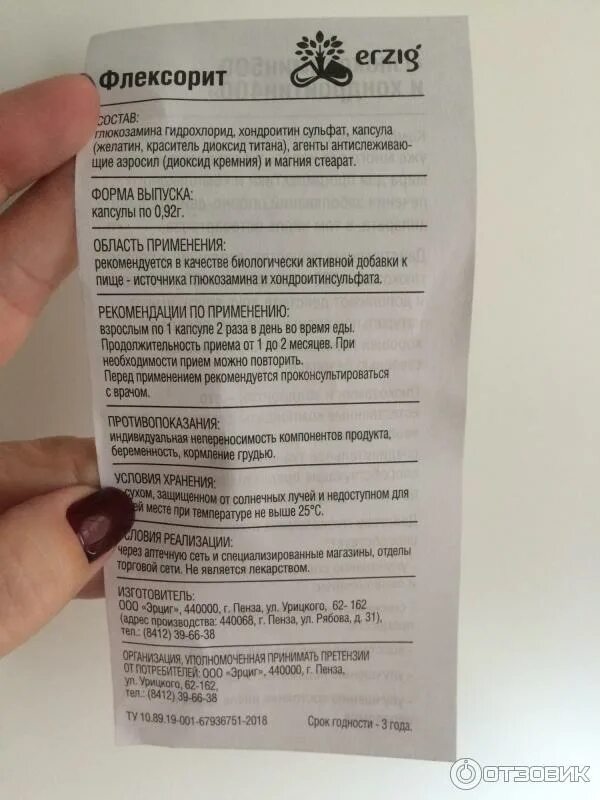 erzig
Флексорит
СОСТАВ:
глюкозамина гидрохлорид, хондроитин сульфат, капсула
(желатин, краситель диоксид титана), агенты антислеживаю-
щие аэросил (диоксид кремния) и магния стеарат.
ФОРМА ВЫПУСКА:
капсулы по 0,92г.
ОБЛАСТЬ ПРИМЕНЕНИЯ:
рекомендуется в качестве биологически активной добавки к
пище - источника глюкозамина и хондроитинсульфата.
РЕКОМЕНДАЦИИ ПО ПРИМЕНЕНИЮ:
взрослым по 1 капсуле 2 раза в день во время еды.
Продолжительность приема от 1 до 2 месяцев. При
необходимости прием можно повторить.
Перед применением рекомендуется проконсультироваться
с врачом.
ПРОТИВОПОКАЗАНИЯ:
индивидуальная непереносимость компонентов продукта,
беременность, кормление грудью.
УСЛОВИЯ ХРАНЕНИЯ:
сухом, защищенном от солнечных лучей и недоступном для
ей месте при температуре не выше 25°C.
УСЛОВИЯ РЕАЛИЗАЦИИ:
через аптечную сеть и специализированные магазины, отделы
торговой сети. Не является лекарством.
ИЗГОТОВИТЕЛЬ:
ООО «Эрциг», 440000, г. Пенза, ул. Урицкого, 62- 162
(адрес производства: 440068, г. Пенза, ул. Рябова, д. 31),
тел.: (8412) 39-66-38
ОРГАНИЗАЦИЯ, УПОЛНОМОЧЕННАЯ ПРИНИМАТЬ ПРЕТЕНЗИИ
ОТ ПОТРЕБИТЕЛЕЙ: ООО «Эрциг», 440000, г. Пенза,
ул. Урицкого, 62-162,
тел.: (8412) 39-66-38
ТУ 10.89.19-001-67936751-2018 Срок годности - 3 года.
ОТЗОВИК